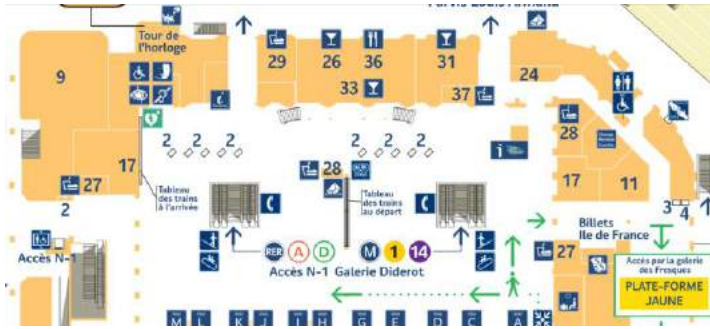 Parvis Louis Armand
Tour de
l'horloge
9
29
26
36
31
33
37
24
i
2 2 2 2
2 2 2 2
28
17
27
2
Tableau
des trains
à l'arrivée
28
Tableau
des trains
au départ
i
17
11
3
4
Billets
Ile de France
Accès N-1
RER A D M 1 14
Accès N-1 Galerie Diderot
27
Accès par la galerie
des Fresques
PLATE-FORME
JAUNE
M L K J I H G E D C A